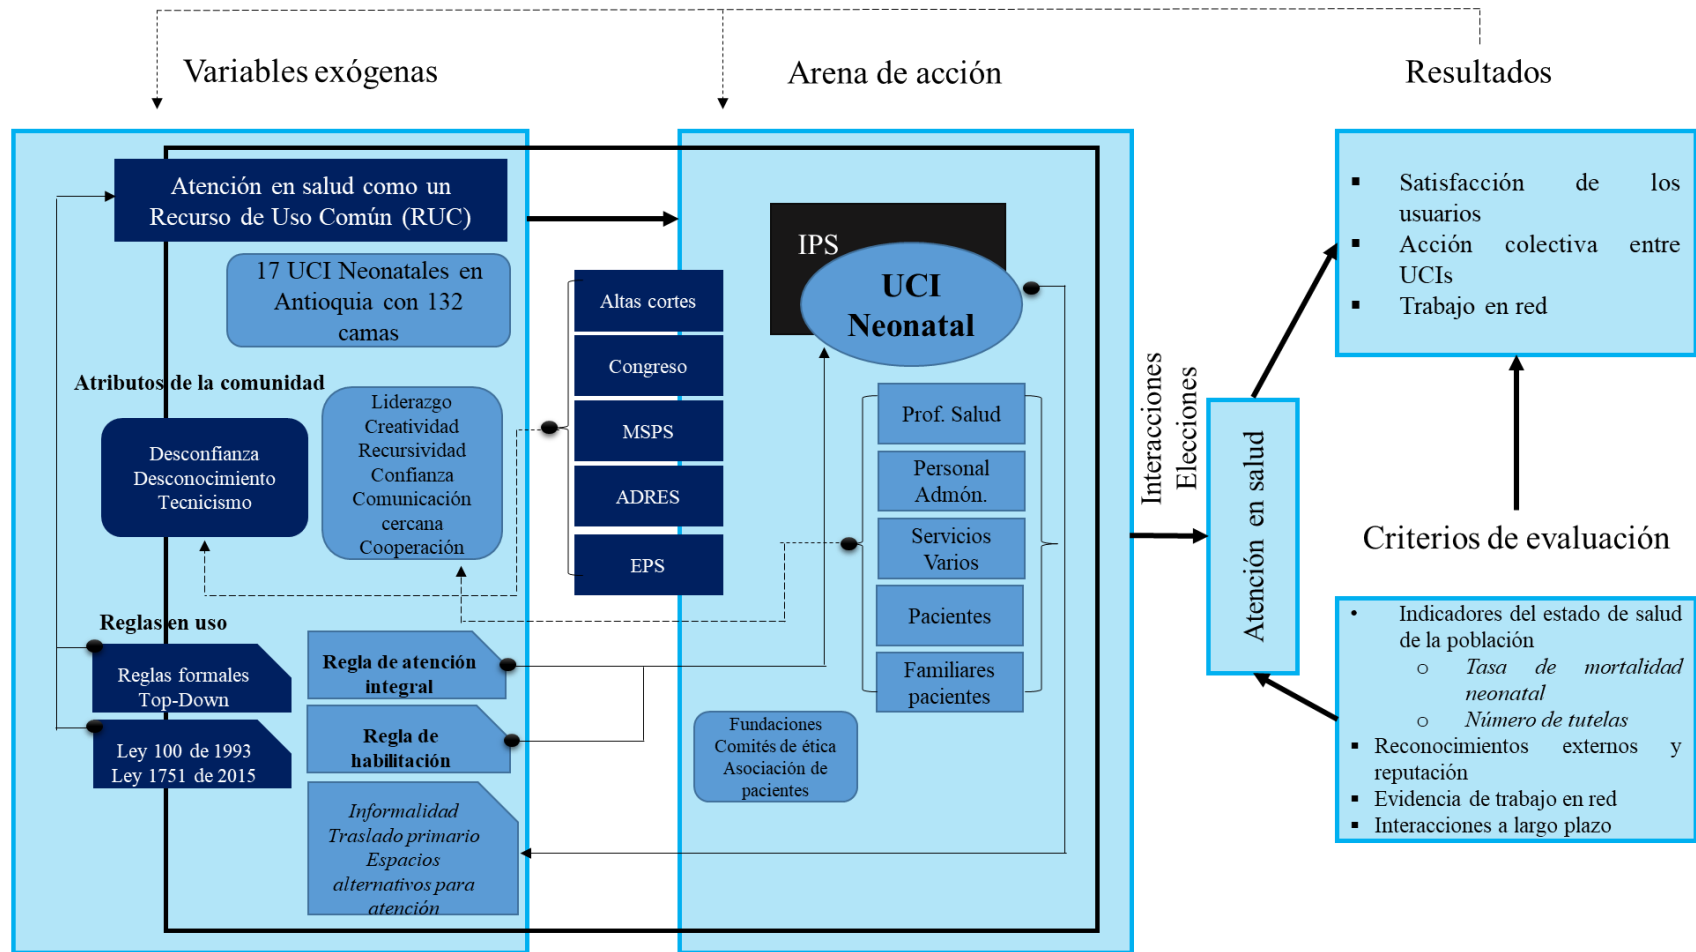 Variables exógenas
Arena de acción
Resultados
Atención en salud como un
Recurso de Uso Común (RUC)
17 UCI Neonatales en
Antioquia con 132
camas
Atributos de la comunidad
Desconfianza
Desconocimiento
Tecnicismo
Liderazgo
Creatividad
Recursividad
Confianza
Comunicación
cercana
Cooperación
Reglas en uso
Reglas formales
Top-Down
Ley 100 de 1993
Ley 1751 de 2015
Regla de atención
integral
Regla de
habilitación
Informalidad
Traslado primario
Espacios
alternativos para
atención
Altas cortes
Congreso
MSPS
ADRES
EPS
IPS
UCI
Neonatal
Prof. Salud
Personal
Admón.
Servicios
Varios
Pacientes
Familiares
pacientes
Fundaciones
Comités de ética
Asociación de
pacientes
Interacciones
Elecciones
Atención en salud
▪ Satisfacción de los
usuarios
▪ Acción colectiva entre
UCIs
▪ Trabajo en red
Criterios de evaluación
• Indicadores del estado de salud
de la población
o Tasa de mortalidad
neonatal
o Número de tutelas
▪ Reconocimientos externos y
reputación
▪ Evidencia de trabajo en red
▪ Interacciones a largo plazo